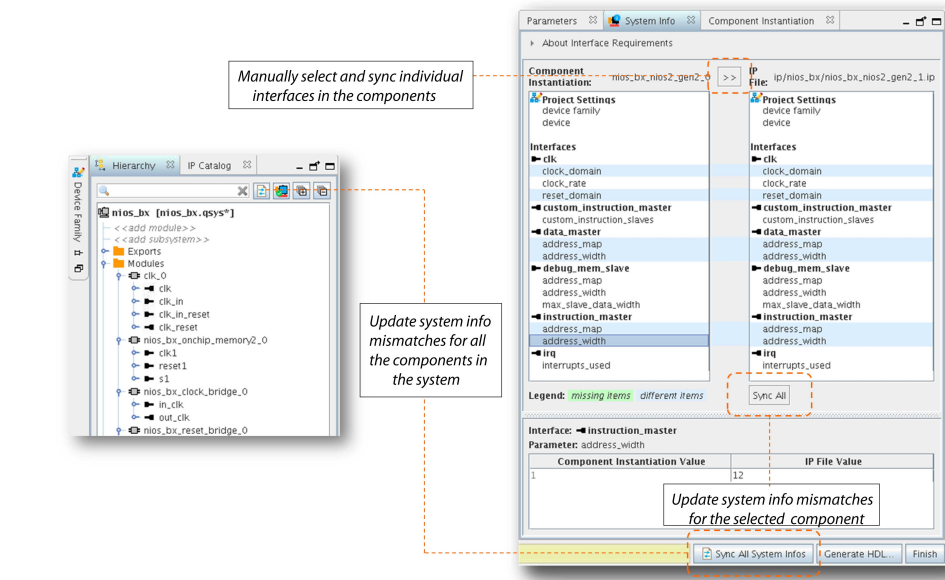 Parameters
System Info
Component Instantiation
About Interface Requirements
Component
Instantiation:
nios_bx_nios2_gen2_0
>>
IP
File:
ip/nios_bx/nios_bx_nios2_gen2_1.ip
Manually select and sync individual
interfaces in the components
Project Settings
device family
device
Interfaces
clk
clock_domain
clock_rate
reset_domain
custom_instruction_master
custom_instruction_slaves
data_master
address_map
address_width
debug_mem_slave
address_map
address_width
max_slave_data_width
instruction_master
address_map
address_width
irq
interrupts_used
Project Settings
device family
device
Interfaces
clk
clock_domain
clock_rate
reset_domain
custom_instruction_master
custom_instruction_slaves
data_master
address_map
address_width
debug_mem_slave
address_map
address_width
max_slave_data_width
instruction_master
address_map
address_width
irq
interrupts_used
Legend: missing items different items
Sync All
Interface: instruction_master
Parameter: address_width
Component Instantiation Value
IP File Value
1
12
Update system info mismatches
for the selected component
Sync All System Infos
Generate HDL...
Finish
Device Family
Hierarchy
IP Catalog
nios_bx [nios_bx.qsys*]
<<add module>>
<<add subsystem>>
Exports
Modules
clk_0
clk
clk_in
clk_in_reset
clk_reset
nios_bx_onchip_memory2_0
clk1
reset1
s1
nios_bx_clock_bridge_0
in_clk
out_clk
nios_bx_reset_bridge_0
Update system info
mismatches for all
the components in
the system